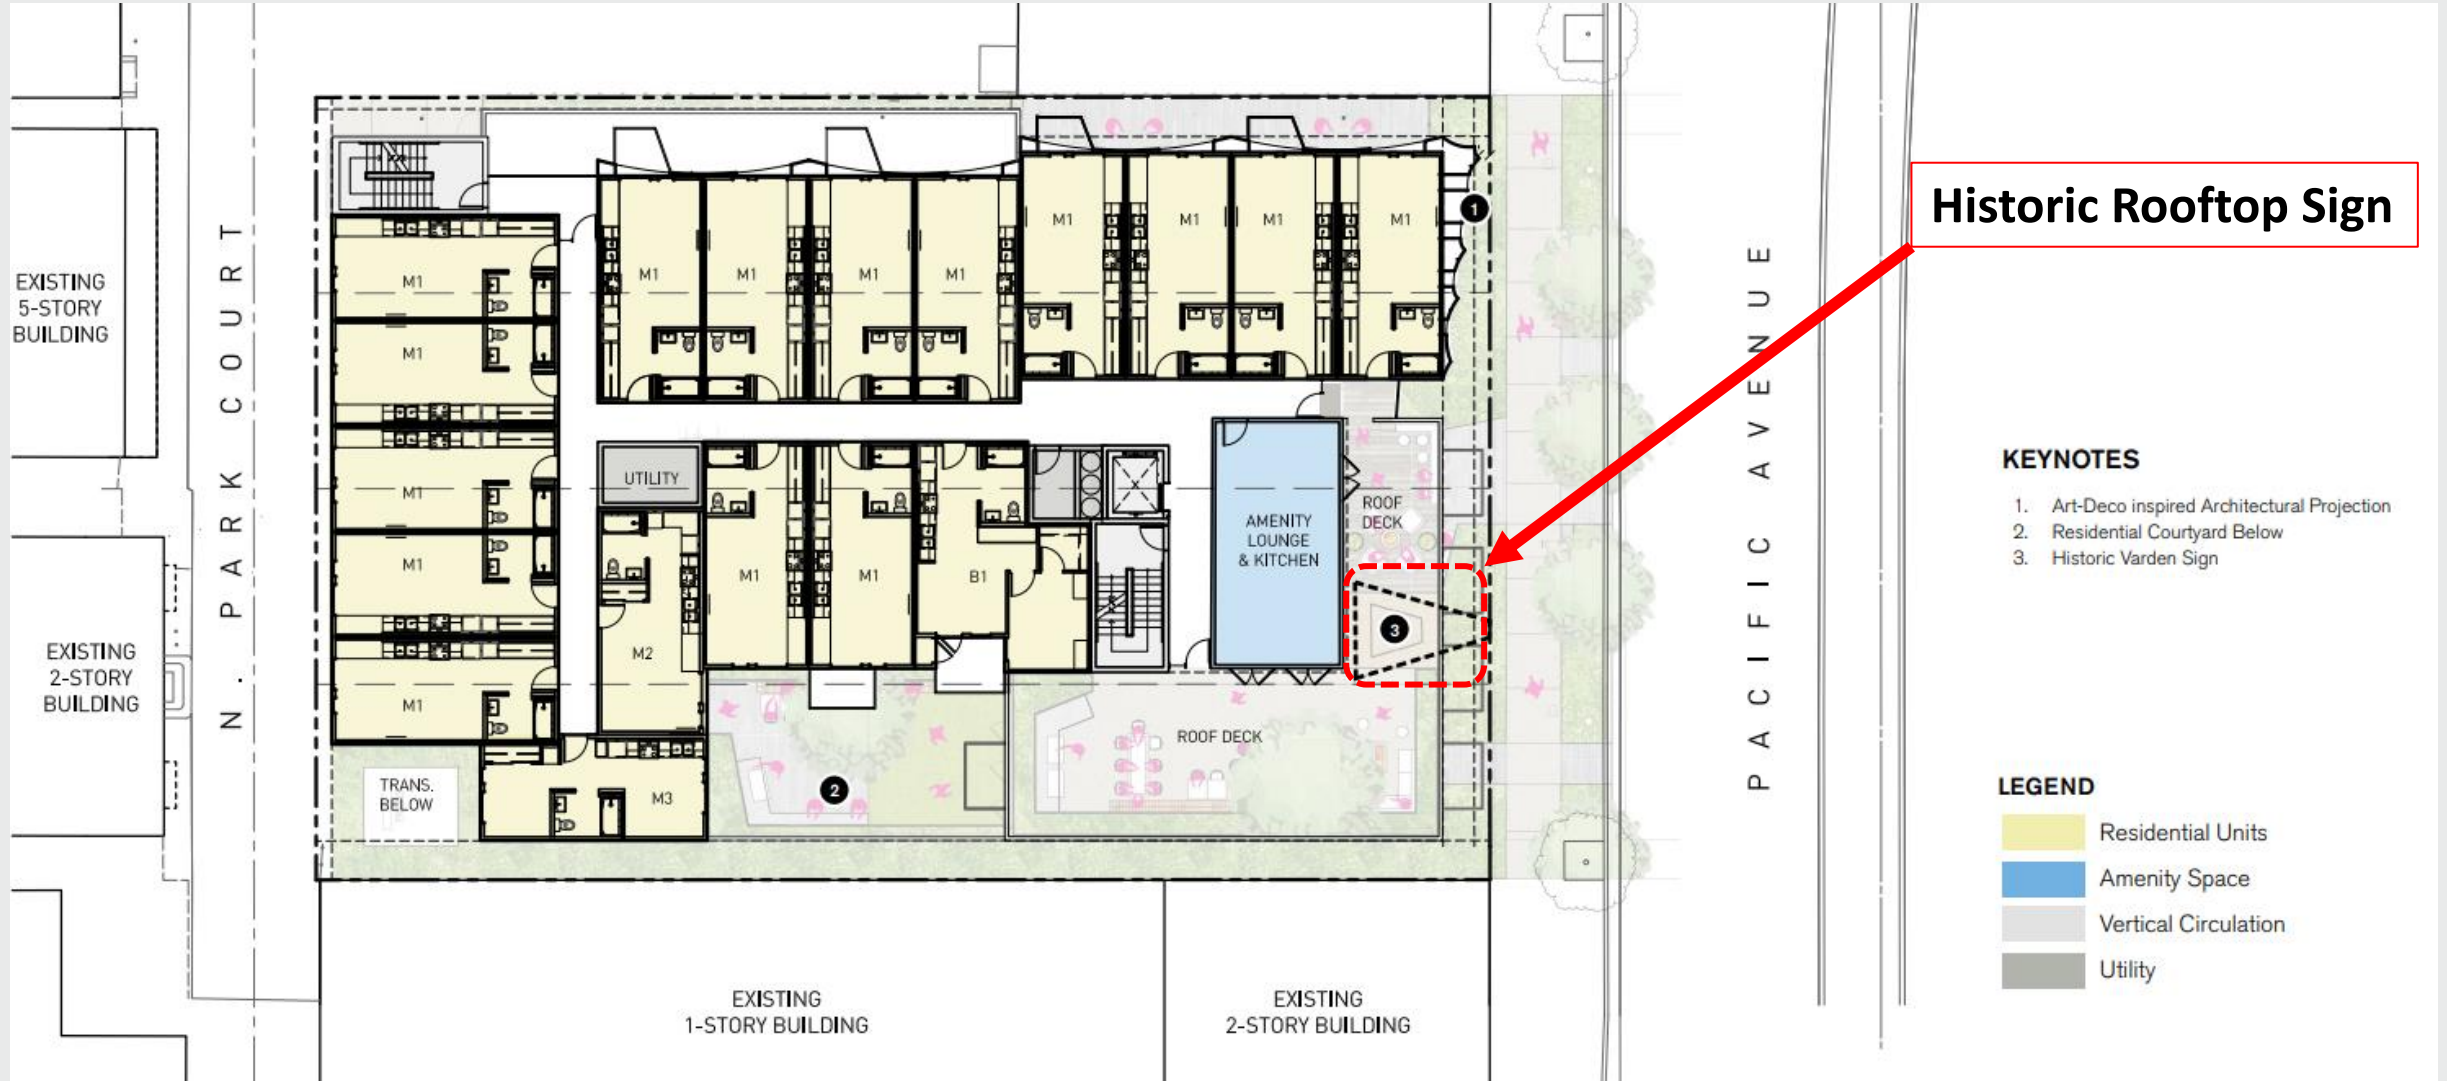 Historic Rooftop Sign
EXISTING
5-STORY
BUILDING
EXISTING
2-STORY
BUILDING
N. PARK COURT
PACIFIC AVENUE
M1
M1
M1
M1
M1
M1
M1
M1
M1
M1
M1
M1
M1
1
UTILITY
M2
M1
M1
B1
M3
AMENITY
LOUNGE
& KITCHEN
ROOF
DECK
3
ROOF DECK
2
TRANS.
BELOW
EXISTING
1-STORY BUILDING
EXISTING
2-STORY BUILDING
KEYNOTES
1. Art-Deco inspired Architectural Projection
2. Residential Courtyard Below
3. Historic Varden Sign
LEGEND
Residential Units
Amenity Space
Vertical Circulation
Utility